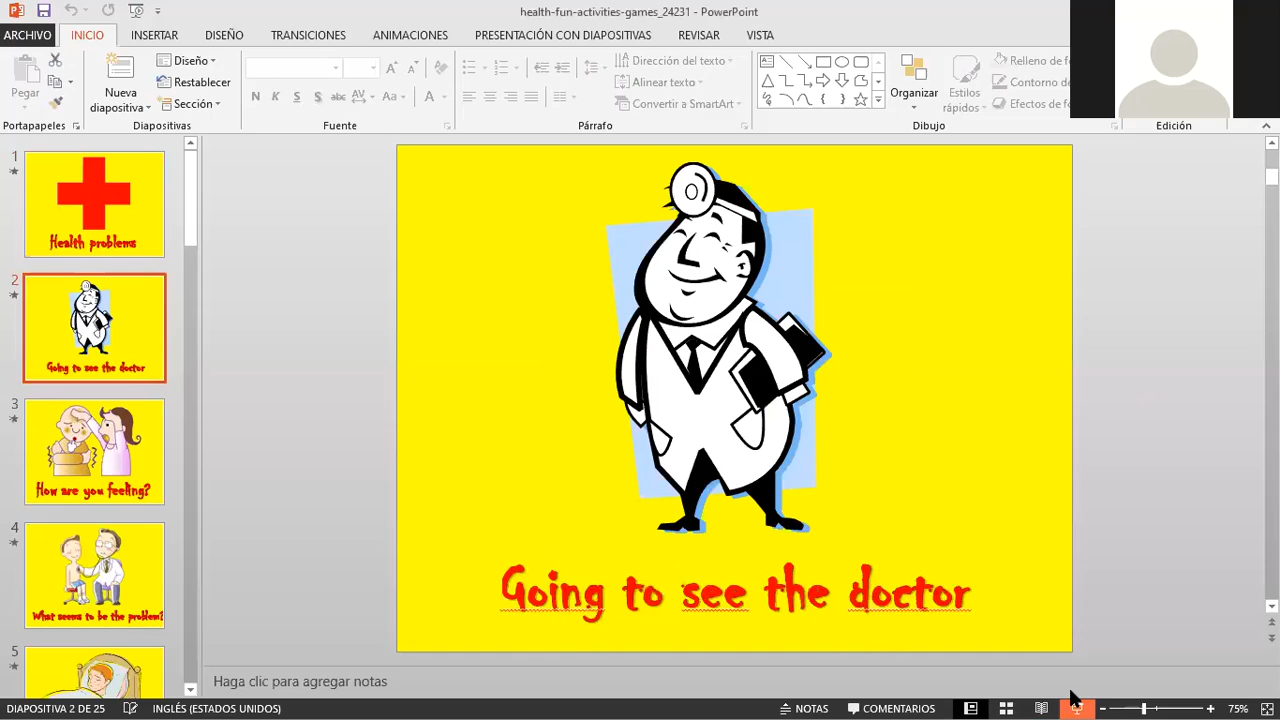 health-fun-activities-games_24231 - PowerPoint
ARCHIVO INICIO INSERTAR DISEÑO TRANSICIONES ANIMACIONES PRESENTACIÓN CON DIAPOSITIVAS REVISAR VISTA
Pegar
Nueva
diapositiva
Diseño
Restablecer
Sección
N K S S abc AV Aa A
Dirección del texto
Alinear texto
Convertir a SmartArt
Organizar
Estilos
rápidos
Relleno de
Contorno de
Efectos de
Portapapeles Diapositivas Fuente Párrafo Dibujo Edición
1
Health problems
2
Going to see the doctor
3
How are you feeling?
4
What seems to be the problem?
5
Going to see the doctor
Haga clic para agregar notas
DIAPOSITIVA 2 DE 25 INGLÉS (ESTADOS UNIDOS) NOTAS COMENTARIOS 75%